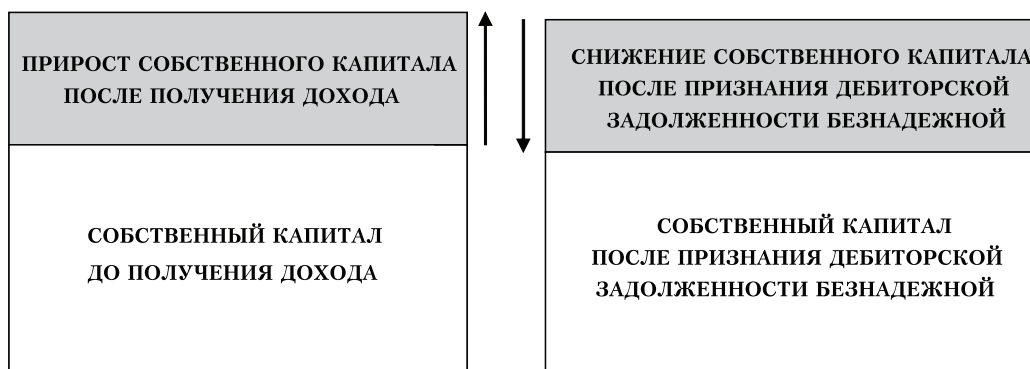 ПРИРОСТ СОБСТВЕННОГО КАПИТАЛА
ПОСЛЕ ПОЛУЧЕНИЯ ДОХОДА
СОБСТВЕННЫЙ КАПИТАЛ
ДО ПОЛУЧЕНИЯ ДОХОДА
СНИЖЕНИЕ СОБСТВЕННОГО КАПИТАЛА
ПОСЛЕ ПРИЗНАНИЯ ДЕБИТОРСКОЙ
ЗАДОЛЖЕННОСТИ БЕЗНАДЕЖНОЙ
СОБСТВЕННЫЙ КАПИТАЛ
ПОСЛЕ ПРИЗНАНИЯ ДЕБИТОРСКОЙ
ЗАДОЛЖЕННОСТИ БЕЗНАДЕЖНОЙ